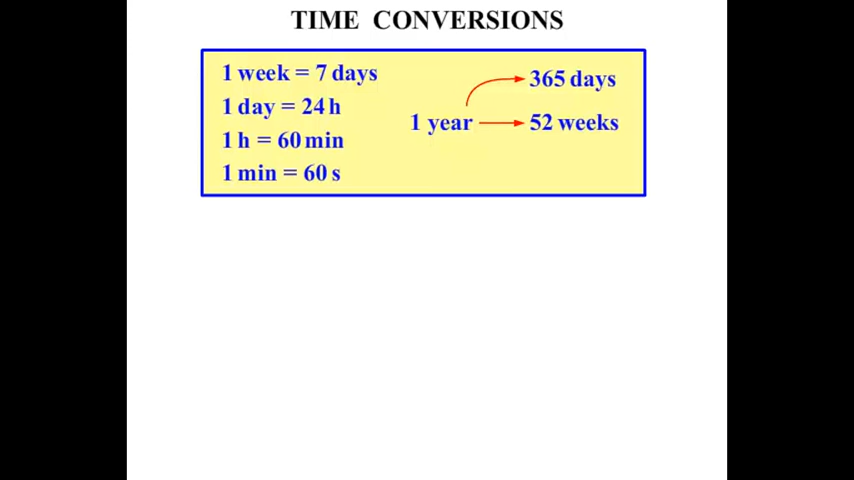 TIME CONVERSIONS
1 week = 7 days
1 day = 24 h
1 h = 60 min
1 min = 60 s
365 days
1 year
52 weeks